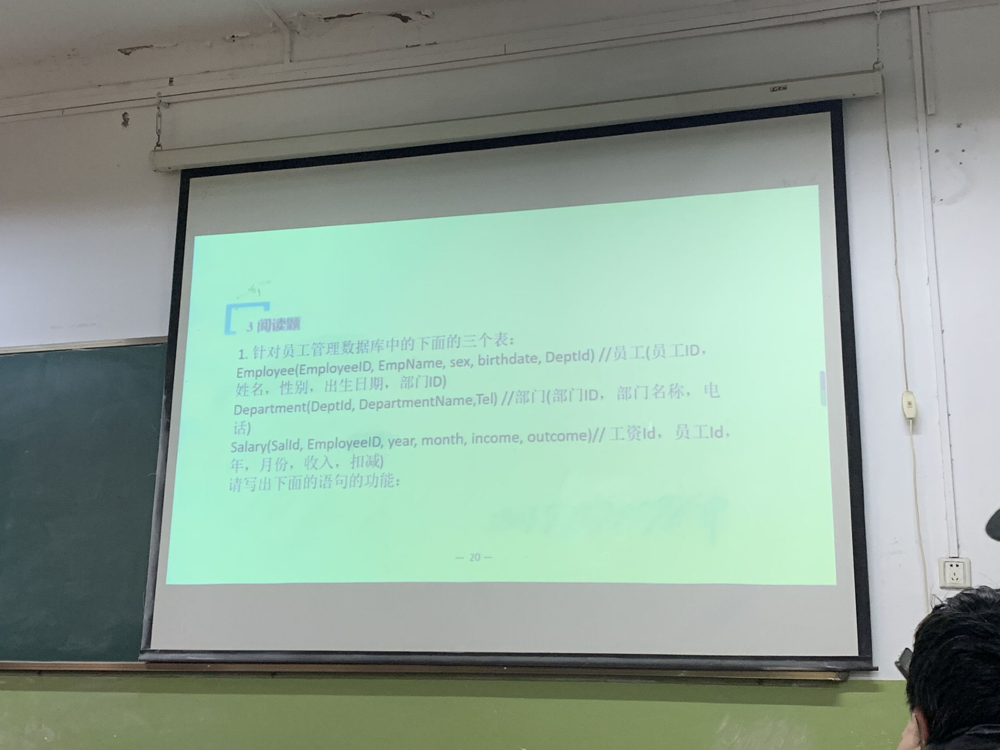 Lts
3 阅读题
1. 针对员工管理数据库中的下面的三个表：
Employee(EmployeeID, EmpName, sex, birthdate, DeptId) //员工(员工ID，
姓名，性别，出生日期，部门ID)
Department(DeptId, DepartmentName,Tel) //部门(部门ID，部门名称，电
话)
Salary(SalId, EmployeeID, year, month, income, outcome)// 工资Id，员工Id，
年，月份，收入，扣减)
请写出下面的语句的功能：
— 20 —